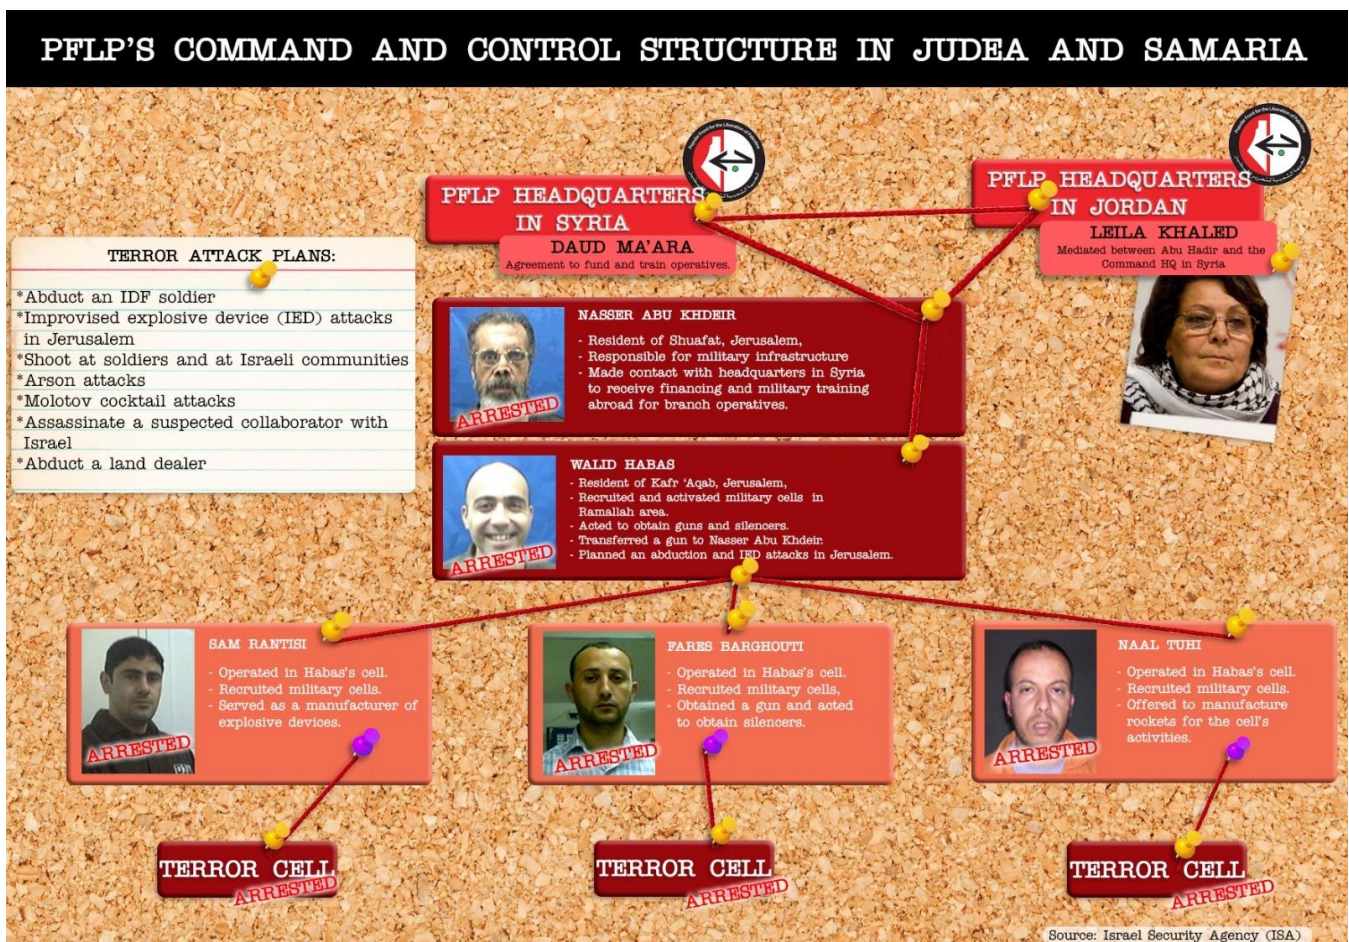 PFLP'S COMMAND AND CONTROL STRUCTURE IN JUDEA AND SAMARIA
PFLP HEADQUARTERS
IN SYRIA
DAUD MA'ARA
Agreement to fund and train operatives.
PFLP HEADQUARTERS
IN JORDAN
LEILA KHALED
Mediated between Abu Hadir and the
Command HQ in Syria
TERROR ATTACK PLANS:
*Abduct an IDF soldier
*Improvised explosive device (IED) attacks
in Jerusalem
*Shoot at soldiers and at Israeli communities
*Arson attacks
*Molotov cocktail attacks
*Assassinate a suspected collaborator with
Israel
*Abduct a land dealer
NASSER ABU KHDEIR
- Resident of Shuafat, Jerusalem,
- Responsible for military infrastructure
- Made contact with headquarters in Syria
to receive financing and military training
abroad for branch operatives.
ARRESTED
WALID HABAS
- Resident of Kafr 'Aqab, Jerusalem,
- Recruited and activated military cells in
Ramallah area.
- Acted to obtain guns and silencers.
- Transferred a gun to Nasser Abu Khdeir.
- Planned an abduction and IED attacks in Jerusalem.
ARRESTED
SAM RANTISI
- Operated in Habas's cell.
- Recruited military cells.
- Served as a manufacturer of
explosive devices.
ARRESTED
FARES BARGHOUTI
- Operated in Habas's cell.
- Recruited military cells,
- Obtained a gun and acted
to obtain silencers.
ARRESTED
NAAL TUHI
- Operated in Habas's cell.
- Recruited military cells.
- Offered to manufacture
rockets for the cell's
activities.
ARRESTED
TERROR CELL
ARRESTED
TERROR CELL
ARRESTED
TERROR CELL
ARRESTED
Source: Israel Security Agency (ISA)